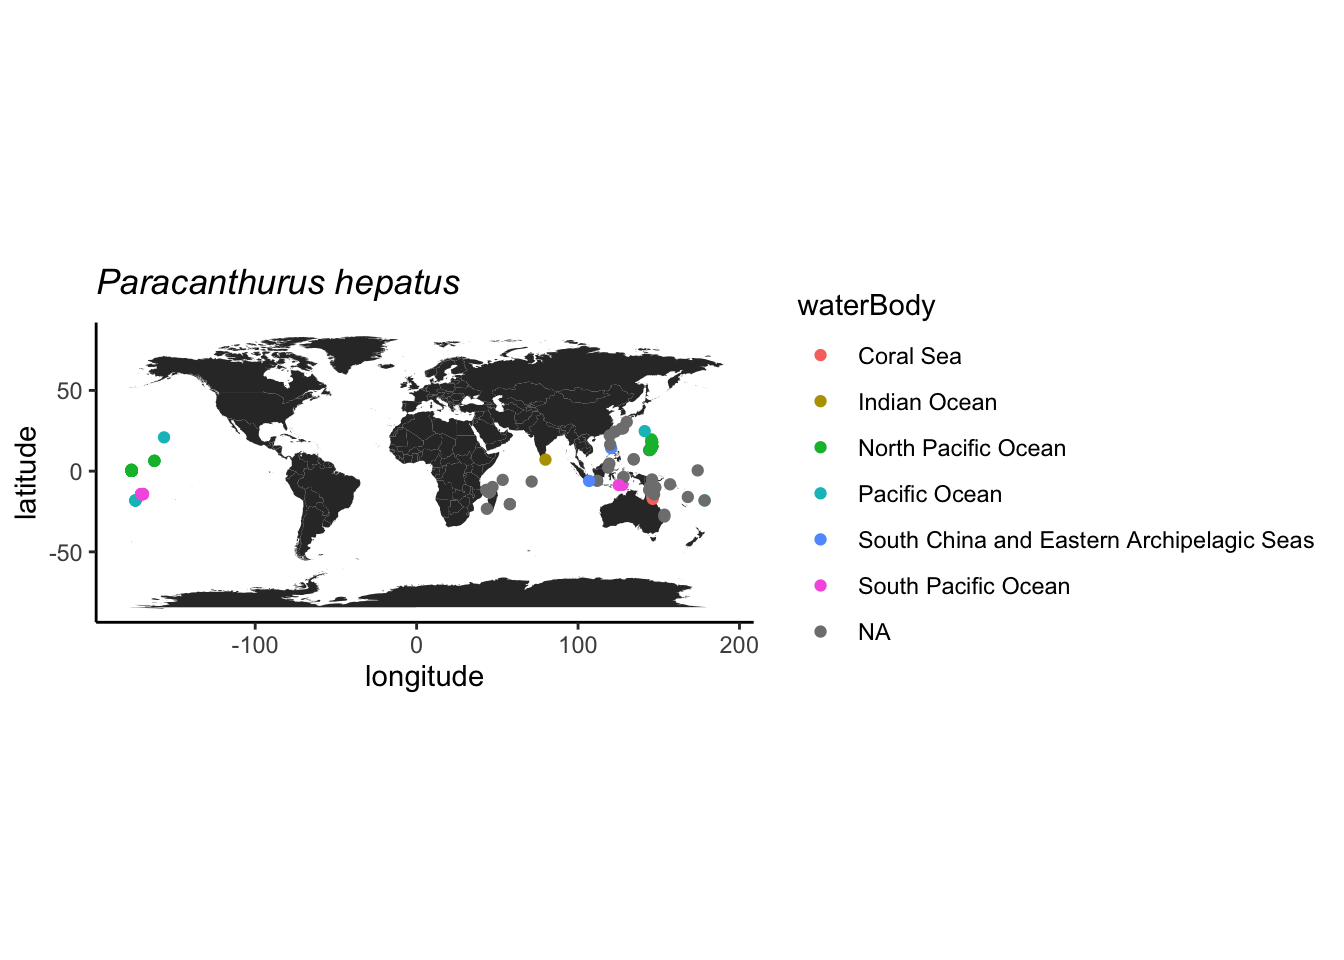 Paracanthurus hepatus
latitude
50
0
-50
-100
0
100
200
longitude
waterBody
Coral Sea
Indian Ocean
North Pacific Ocean
Pacific Ocean
South China and Eastern Archipelagic Seas
South Pacific Ocean
NA